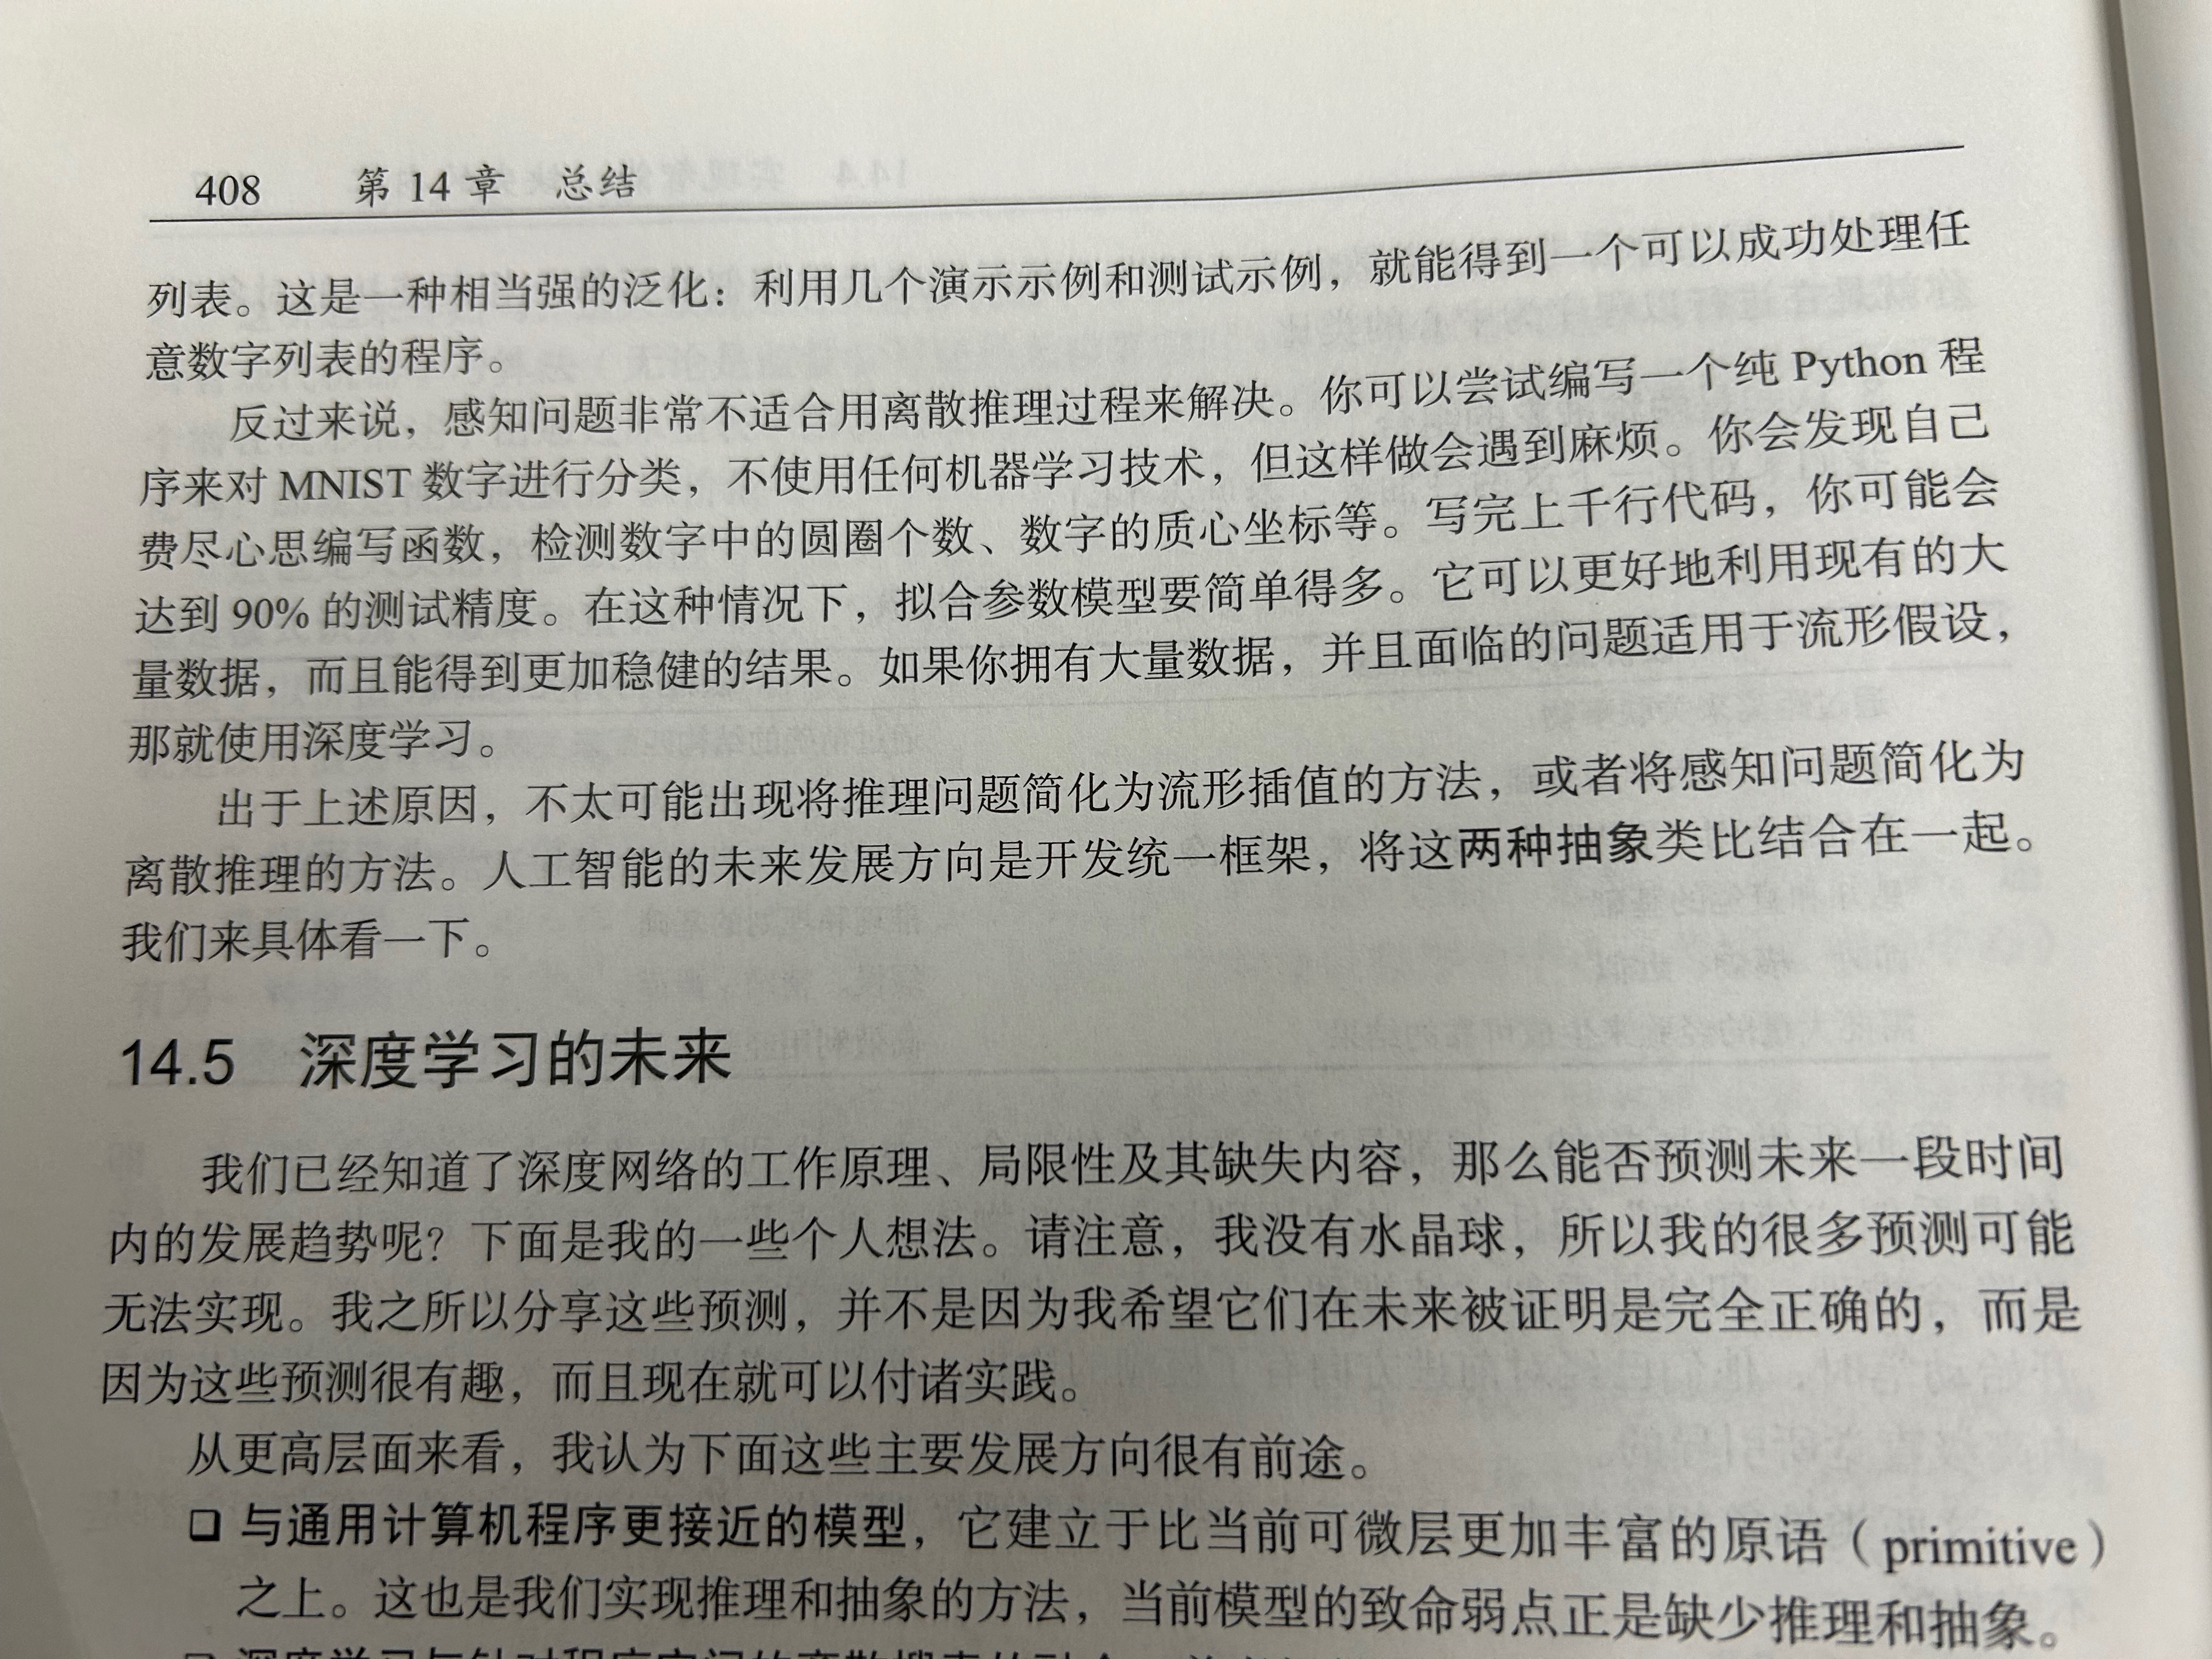 408 第 14 章 总结
列表。这是一种相当强的泛化：利用几个演示示例和测试示例，就能得到一个可以成功处理任
意数字列表的程序。
反过来说，感知问题非常不适合用离散推理过程来解决。你可以尝试编写一个纯 Python 程
序来对 MNIST 数字进行分类，不使用任何机器学习技术，但这样做会遇到麻烦。你会发现自己
费尽心思编写函数，检测数字中的圆圈个数、数字的质心坐标等。写完上千行代码，你可能会
达到 90% 的测试精度。在这种情况下，拟合参数模型要简单得多。它可以更好地利用现有的大
量数据，而且能得到更加稳健的结果。如果你拥有大量数据，并且面临的问题适用于流形假设，
那就使用深度学习。
出于上述原因，不太可能出现将推理问题简化为流形插值的方法，或者将感知问题简化为
离散推理的方法。人工智能的未来发展方向是开发统一框架，将这两种抽象类比结合在一起。
我们来具体看一下。
14.5 深度学习的未来
我们已经知道了深度网络的工作原理、局限性及其缺失内容，那么能否预测未来一段时间
内的发展趋势呢？下面是我的一些个人想法。请注意，我没有水晶球，所以我的很多预测可能
无法实现。我之所以分享这些预测，并不是因为我希望它们在未来被证明是完全正确的，而是
因为这些预测很有趣，而且现在就可以付诸实践。
从更高层面来看，我认为下面这些主要发展方向很有前途。
❏ 与通用计算机程序更接近的模型，它建立于比当前可微层更加丰富的原语（primitive）
之上。这也是我们实现推理和抽象的方法，当前模型的致命弱点正是缺少推理和抽象。